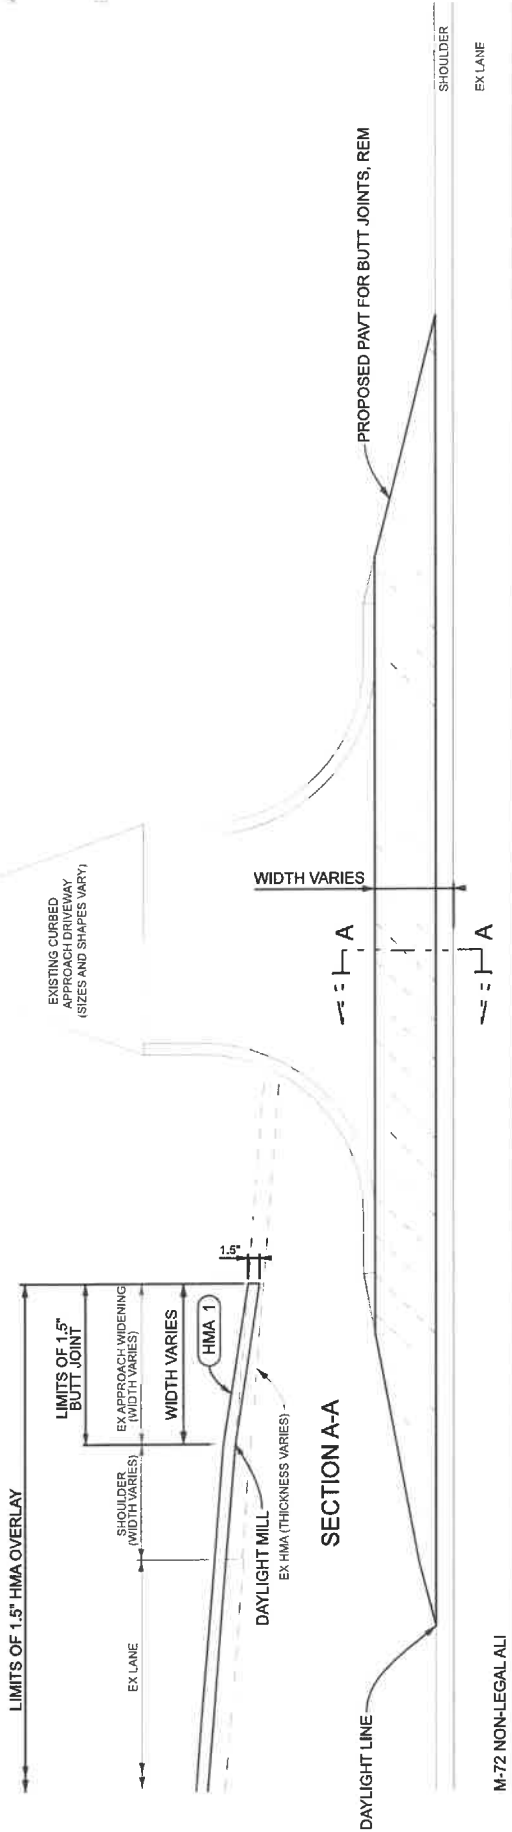 LIMITS OF 1.5" HMA OVERLAY
LIMITS OF 1.5"
BUTT JOINT
EX LANE
SHOULDER
(WIDTH VARIES)
EX APPROACH WIDENING
(WIDTH VARIES)
WIDTH VARIES
1.5"
HMA 1
DAYLIGHT MILL
EX HMA (THICKNESS VARIES)
SECTION A-A
EXISTING CURBED
APPROACH DRIVEWAY
(SIZES AND SHAPES VARY)
WIDTH VARIES
A
A
PROPOSED PAVT FOR BUTT JOINTS, REM
DAYLIGHT LINE
SHOULDER
EX LANE
M-72 NON-LEGAL ALI